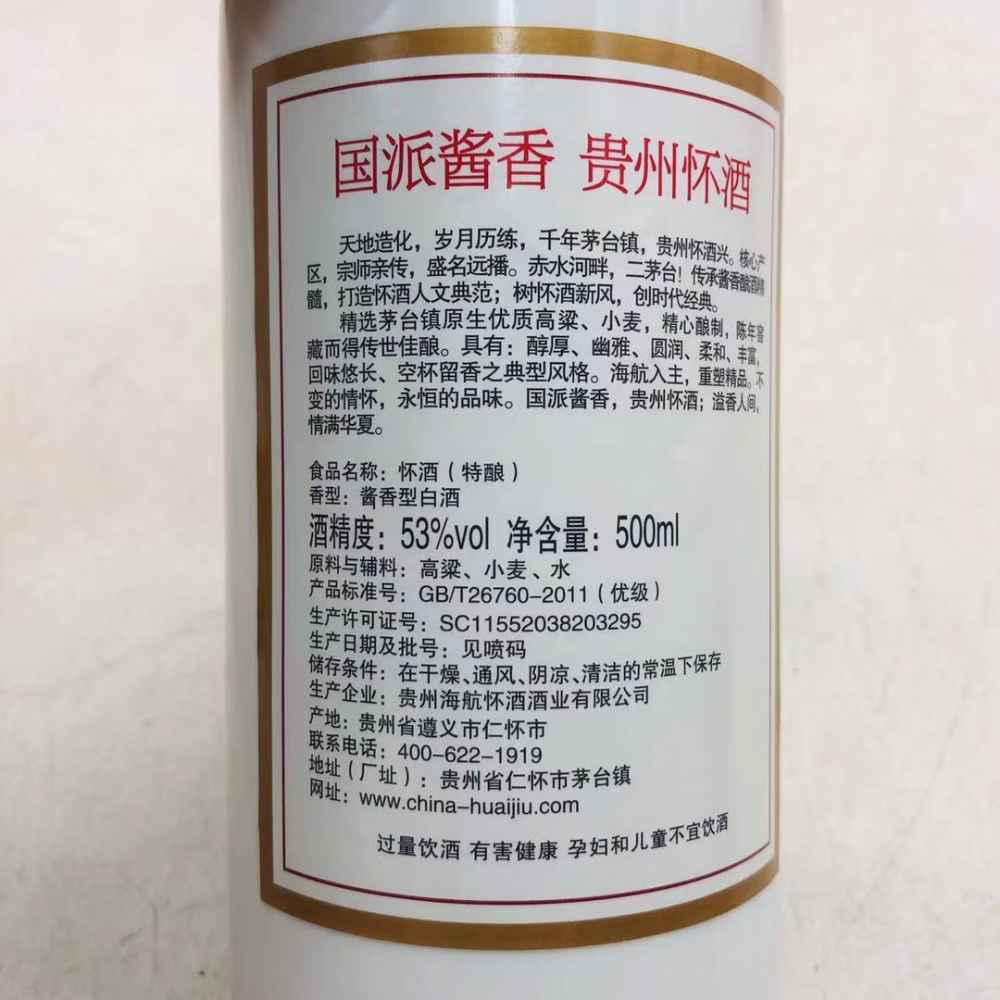 国派酱香 贵州怀酒
天地造化，岁月历练，千年茅台镇，贵州怀酒兴。核心产
区，宗师亲传，盛名远播。赤水河畔，二茅台！传承酱香酿酒精
髓，打造怀酒人文典范；树怀酒新风，创时代经典。
精选茅台镇原生优质高粱、小麦，精心酿制，陈年窖
藏而得传世佳酿。具有：醇厚、幽雅、圆润、柔和、丰富，
回味悠长、空杯留香之典型风格。海航入主，重塑精品。不
变的情怀，永恒的品味。国派酱香，贵州怀酒；溢香人间，
情满华夏。
食品名称：怀酒（特酿）
香型：酱香型白酒
酒精度：53%vol 净含量：500ml
原料与辅料：高粱、小麦、水
产品标准号：GB/T26760-2011（优级）
生产许可证号：SC11552038203295
生产日期及批号：见喷码
储存条件：在干燥、通风、阴凉、清洁的常温下保存
生产企业：贵州海航怀酒酒业有限公司
产地：贵州省遵义市仁怀市
联系电话：400-622-1919
地址（厂址）：贵州省仁怀市茅台镇
网址：www.china-huaijiu.com
过量饮酒 有害健康 孕妇和儿童不宜饮酒